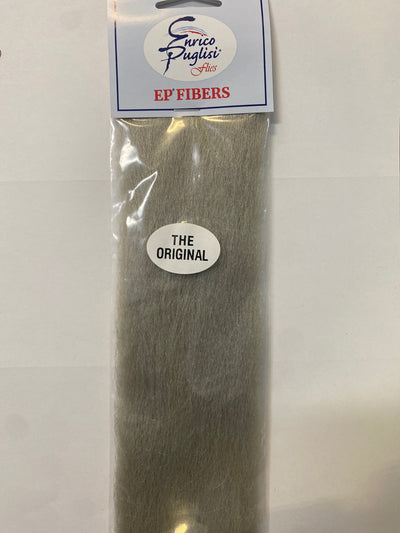 Enrico
Puglisi®
Flies
EP® FIBERS
THE
ORIGINAL